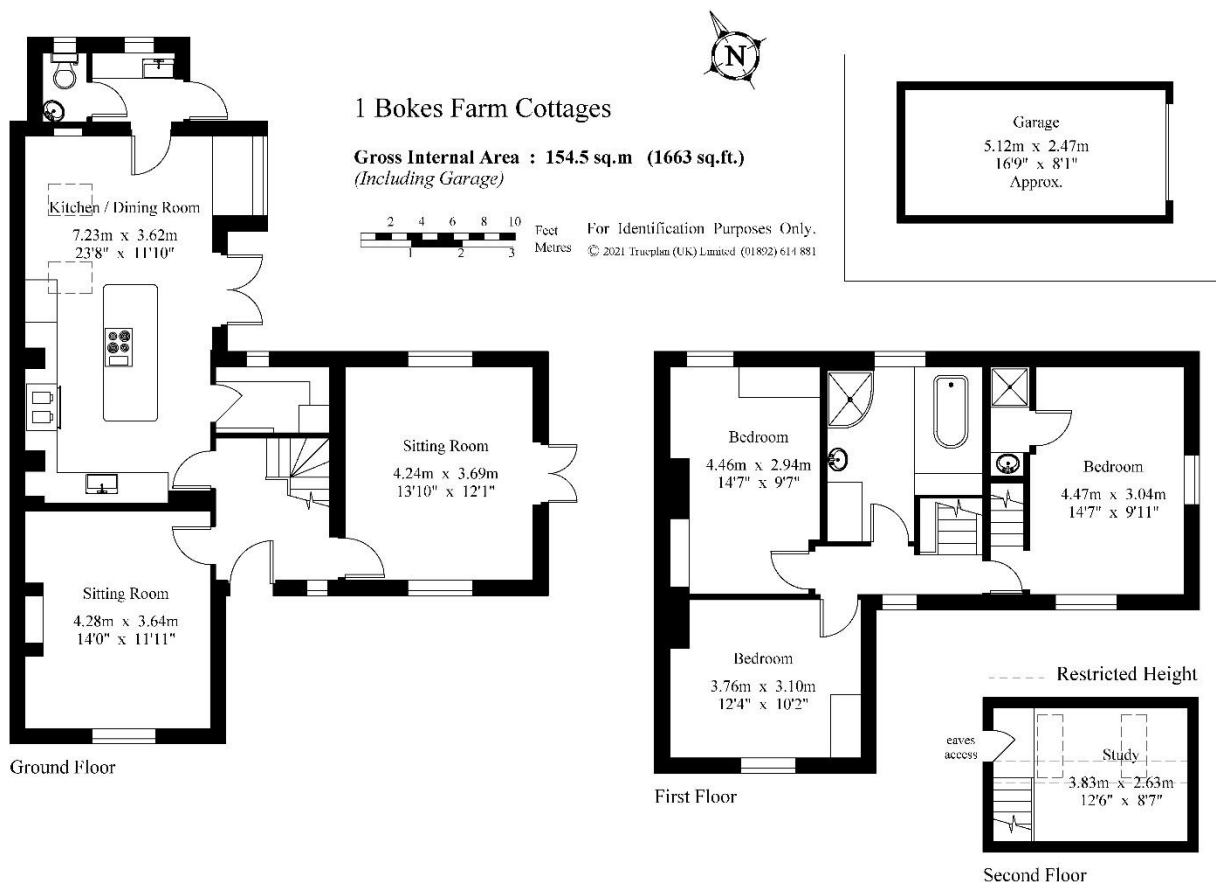 N
1 Bokes Farm Cottages
Gross Internal Area : 154.5 sq.m (1663 sq.ft.)
(Including Garage)
2 4 6 8 10
Feet
Metres
1 2 3
For Identification Purposes Only.
© 2021 Trueplan (UK) Limited (01892) 614 881
Garage
5.12m x 2.47m
16'9" x 8'1"
Approx.
Kitchen / Dining Room
7.23m x 3.62m
23'8" x 11'10"
Sitting Room
4.24m x 3.69m
13'10" x 12'1"
Sitting Room
4.28m x 3.64m
14'0" x 11'11"
Ground Floor
Bedroom
4.46m x 2.94m
14'7" x 9'7"
Bedroom
4.47m x 3.04m
14'7" x 9'11"
Bedroom
3.76m x 3.10m
12'4" x 10'2"
First Floor
Restricted Height
eaves
access
Study
3.83m x 2.63m
12'6" x 8'7"
Second Floor